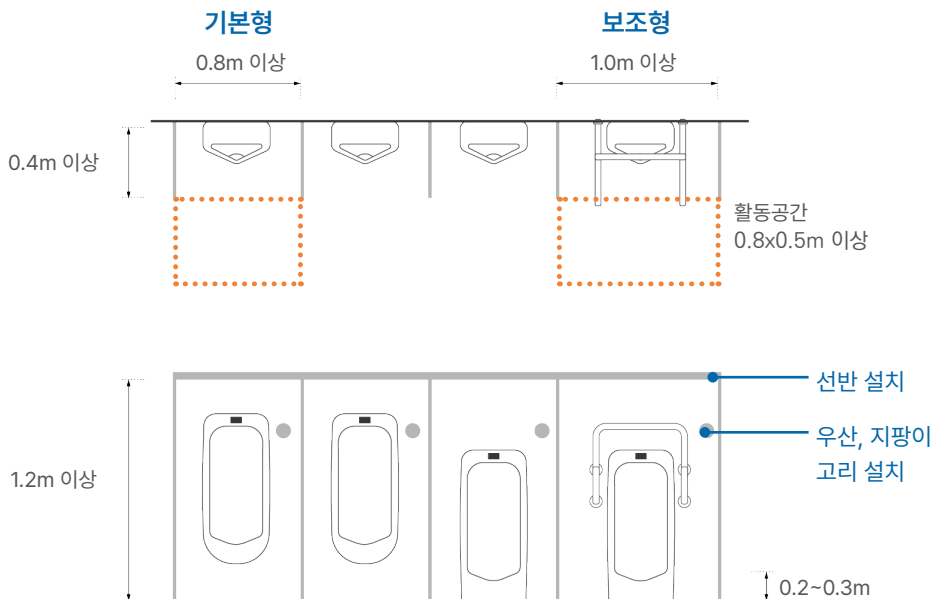 기본형
보조형
0.8m 이상
1.0m 이상
0.4m 이상
활동공간
0.8x0.5m 이상
선반 설치
우산, 지팡이
고리 설치
1.2m 이상
0.2~0.3m